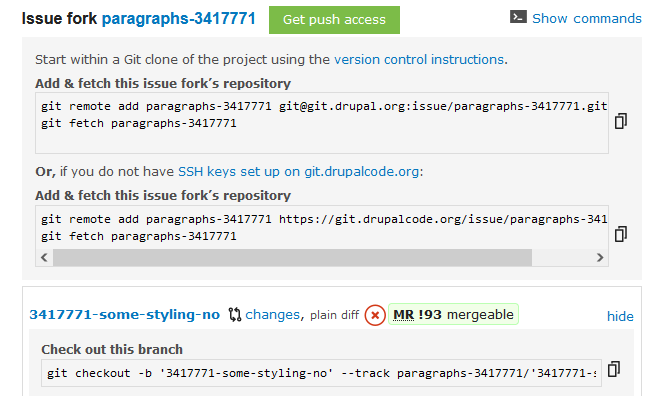 Issue fork paragraphs-3417771 Get push access Show commands
Start within a Git clone of the project using the version control instructions.
Add & fetch this issue fork’s repository
git remote add paragraphs-3417771 git@git.drupal.org:issue/paragraphs-3417771.git
git fetch paragraphs-3417771
Or, if you do not have SSH keys set up on git.drupalcode.org:
Add & fetch this issue fork’s repository
git remote add paragraphs-3417771 https://git.drupalcode.org/issue/paragraphs-341
git fetch paragraphs-3417771
3417771-some-styling-no changes, plain diff MR !93 mergeable hide
Check out this branch
git checkout -b '3417771-some-styling-no' --track paragraphs-3417771/'3417771-s